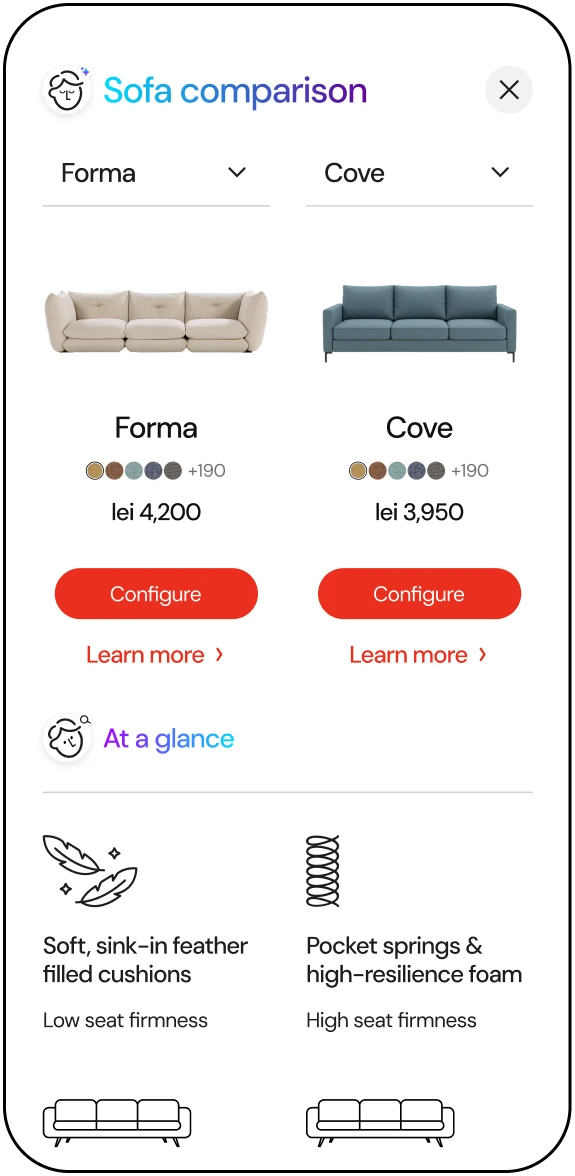 Sofa comparison
Forma
Cove
Forma
Cove
+190
+190
lei 4,200
lei 3,950
Configure
Configure
Learn more
Learn more
At a glance
Soft, sink-in feather
filled cushions
Low seat firmness
Pocket springs &
high-resilience foam
High seat firmness